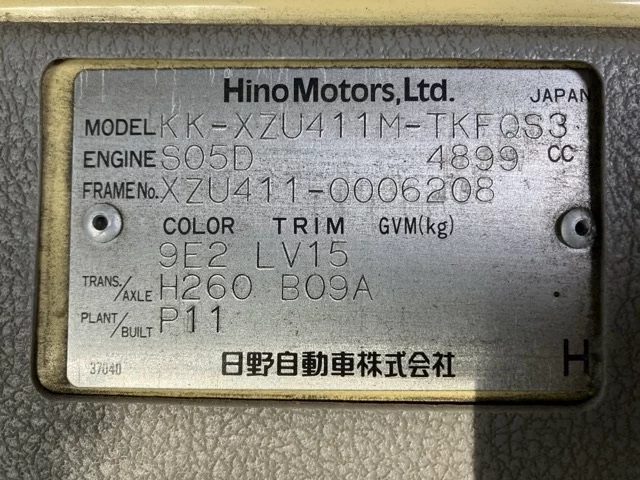 Hino Motors, Ltd. JAPAN
MODEL KK-XZU411M-TKFQS3
ENGINE S05D 4899 CC
FRAME No. XZU411-0006208
COLOR TRIM GVM(kg)
9E2 LV15
TRANS./AXLE H260 B09A
PLANT/BUILT P11
37040 日野自動車株式会社 H